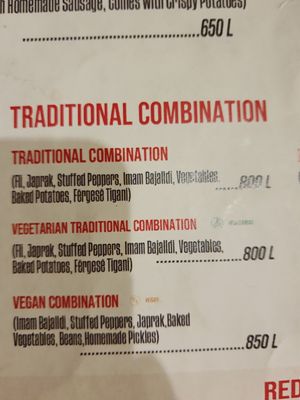 Homemade Sausage, Comes with Crispy Potatoes)
650 L
TRADITIONAL COMBINATION
TRADITIONAL COMBINATION
(Fli, Japrak, Stuffed Peppers, Imam Bajalldi, Vegetables,
Baked Potatoes, Fërgesë Tigani) 800 L
VEGETARIAN TRADITIONAL COMBINATION
(Fli, Japrak, Stuffed Peppers, Imam Bajalldi, Vegetables,
Baked Potatoes, Fërgesë Tigani) 800 L
VEGAN COMBINATION
(Imam Bajalldi, Stuffed Peppers, Japrak,Baked
Vegetables, Beans,Homemade Pickles) 850 L
RED